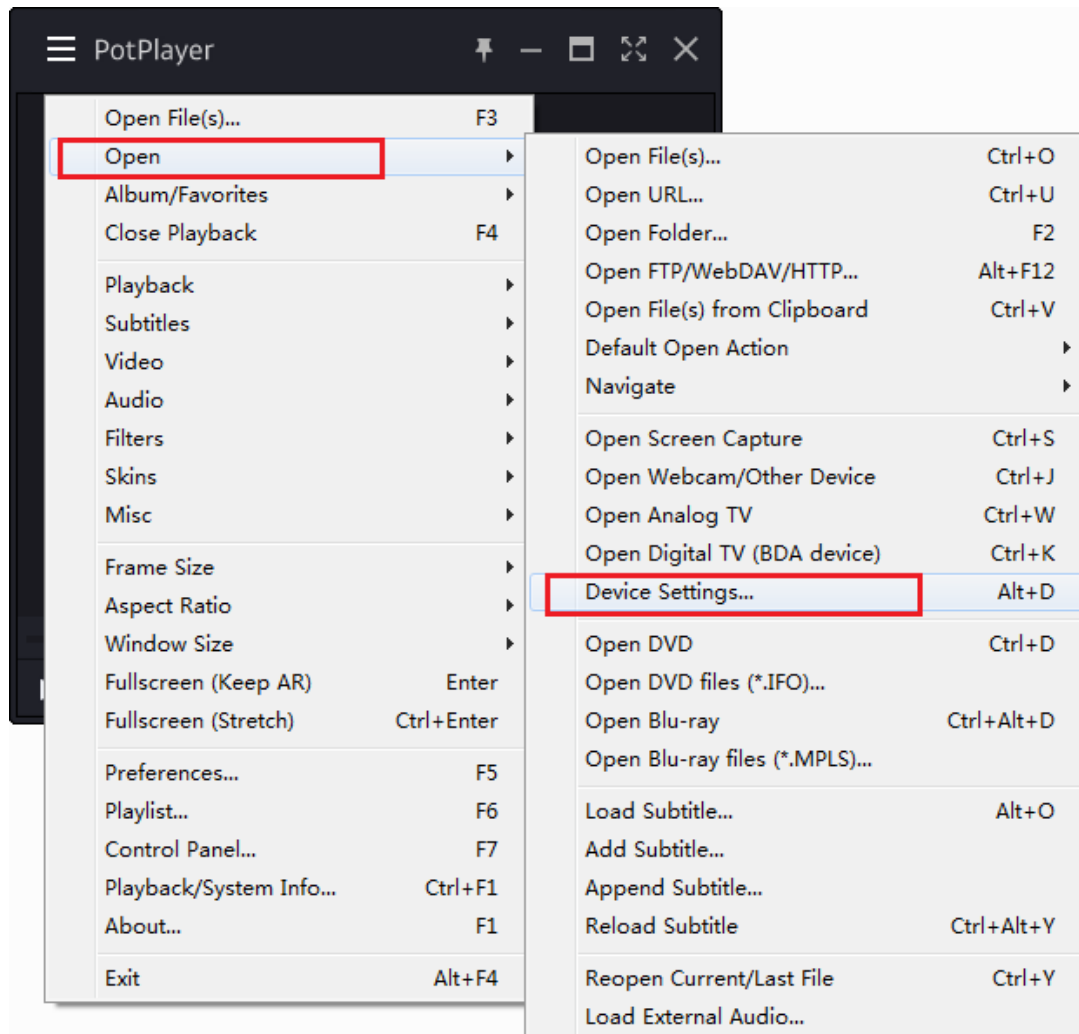 PotPlayer
Open File(s)... F3
Open
Album/Favorites
Close Playback F4
Playback
Subtitles
Video
Audio
Filters
Skins
Misc
Frame Size
Aspect Ratio
Window Size
Fullscreen (Keep AR) Enter
Fullscreen (Stretch) Ctrl+Enter
Preferences... F5
Playlist... F6
Control Panel... F7
Playback/System Info... Ctrl+F1
About... F1
Exit Alt+F4
Open File(s)... Ctrl+O
Open URL... Ctrl+U
Open Folder... F2
Open FTP/WebDAV/HTTP... Alt+F12
Open File(s) from Clipboard Ctrl+V
Default Open Action
Navigate
Open Screen Capture Ctrl+S
Open Webcam/Other Device Ctrl+J
Open Analog TV Ctrl+W
Open Digital TV (BDA device) Ctrl+K
Device Settings... Alt+D
Open DVD Ctrl+D
Open DVD files (*.IFO)...
Open Blu-ray Ctrl+Alt+D
Open Blu-ray files (*.MPLS)...
Load Subtitle... Alt+O
Add Subtitle...
Append Subtitle...
Reload Subtitle Ctrl+Alt+Y
Reopen Current/Last File Ctrl+Y
Load External Audio...